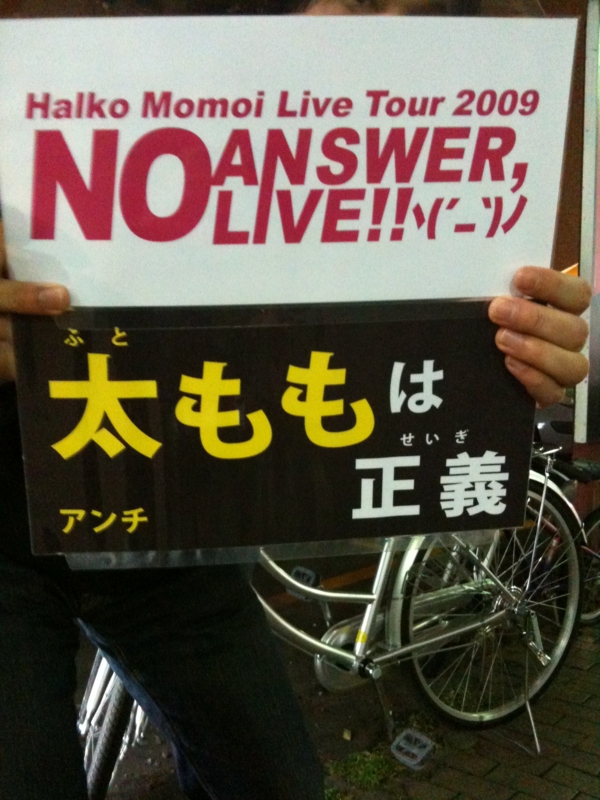 Halko Momoi Live Tour 2009
NO ANSWER,
LIVE!!ヽ(´ー`)ノ
ふと
太ももは
せいぎ
正義
アンチ